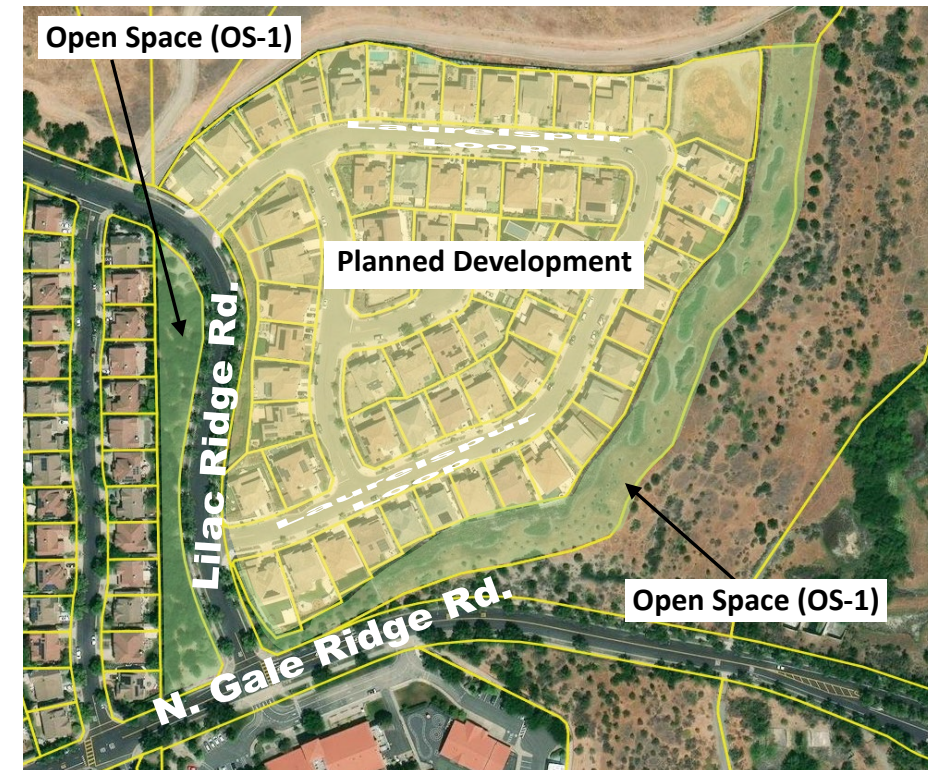 Open Space (OS-1)
Laurelspur
Loop
Planned Development
Lilac Ridge Rd.
Laurelspur
Loop
Open Space (OS-1)
N. Gale Ridge Rd.